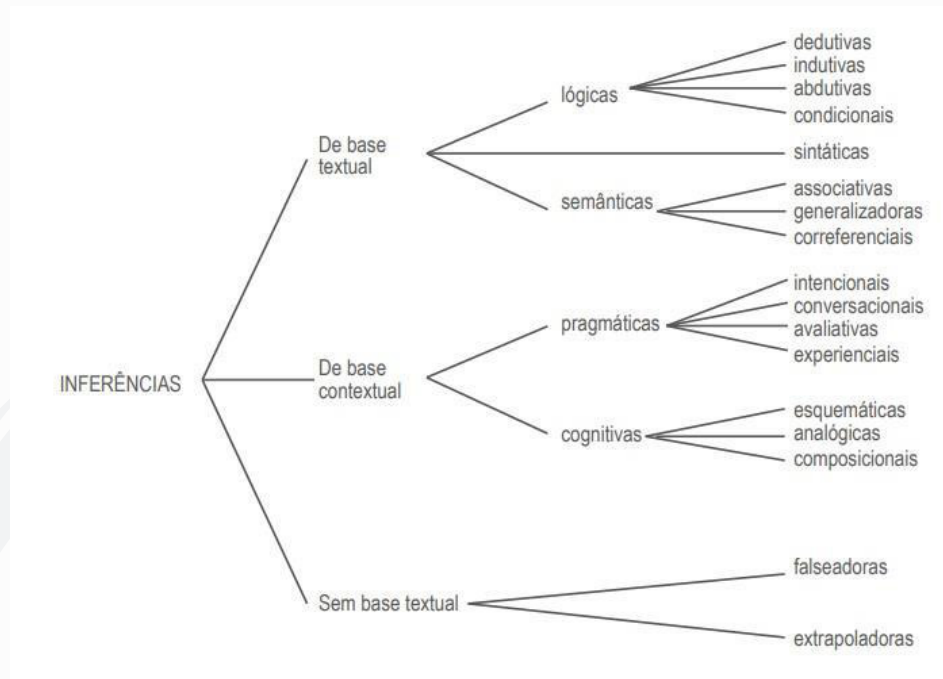 dedutivas
indutivas
lógicas
abdutivas
condicionais
De base
textual
sintáticas
associativas
semânticas
generalizadoras
correferenciais
intencionais
conversacionais
pragmáticas
avaliativas
experienciais
INFERÊNCIAS
De base
contextual
esquemáticas
cognitivas
analógicas
composicionais
falseadoras
Sem base textual
extrapoladoras